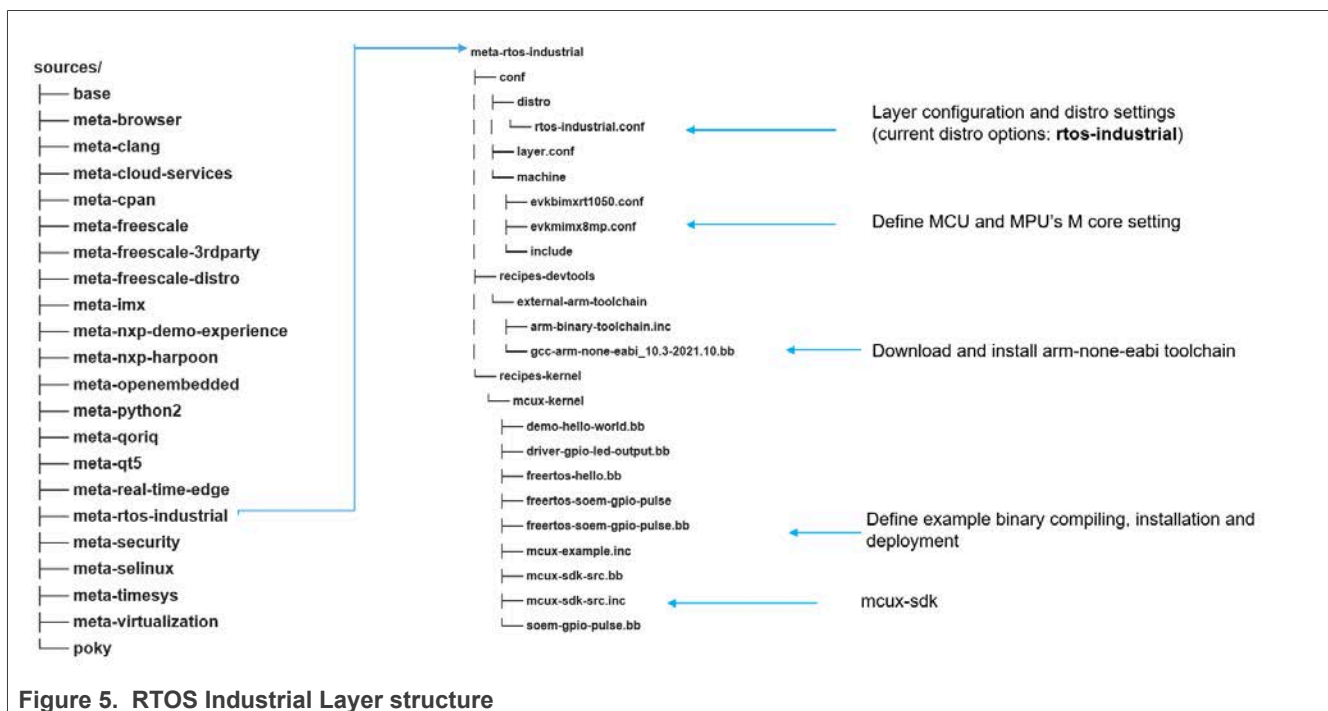 sources/
base
meta-browser
meta-clang
meta-cloud-services
meta-cpan
meta-freescale
meta-freescale-3rdparty
meta-freescale-distro
meta-imx
meta-nxp-demo-experience
meta-nxp-harpoon
meta-openembedded
meta-python2
meta-qoriq
meta-qt5
meta-real-time-edge
meta-rtos-industrial
meta-security
meta-selinux
meta-timesys
meta-virtualization
poky
meta-rtos-industrial
conf
distro
rtos-industrial.conf
layer.conf
machine
evkbimxrt1050.conf
evkmimx8mp.conf
include
recipes-devtools
external-arm-toolchain
arm-binary-toolchain.inc
gcc-arm-none-eabi_10.3-2021.10.bb
recipes-kernel
mcux-kernel
demo-hello-world.bb
driver-gpio-led-output.bb
freertos-hello.bb
freertos-soem-gpio-pulse
freertos-soem-gpio-pulse.bb
mcux-example.inc
mcux-sdk-src.bb
mcux-sdk-src.inc
soem-gpio-pulse.bb
Layer configuration and distro settings
(current distro options: rtos-industrial)
Define MCU and MPU's M core setting
Download and install arm-none-eabi toolchain
Define example binary compiling, installation and
deployment
mcux-sdk
Figure 5. RTOS Industrial Layer structure